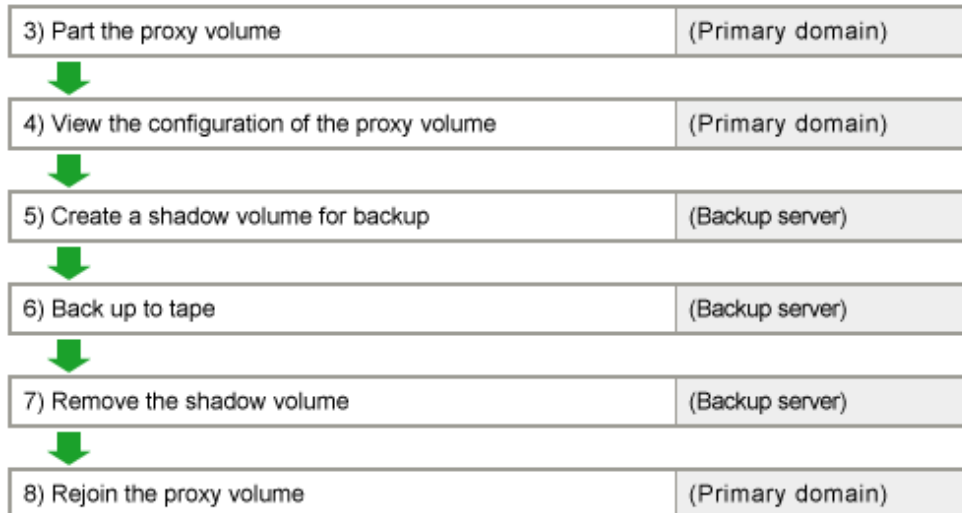 3) Part the proxy volume (Primary domain)
4) View the configuration of the proxy volume (Primary domain)
5) Create a shadow volume for backup (Backup server)
6) Back up to tape (Backup server)
7) Remove the shadow volume (Backup server)
8) Rejoin the proxy volume (Primary domain)